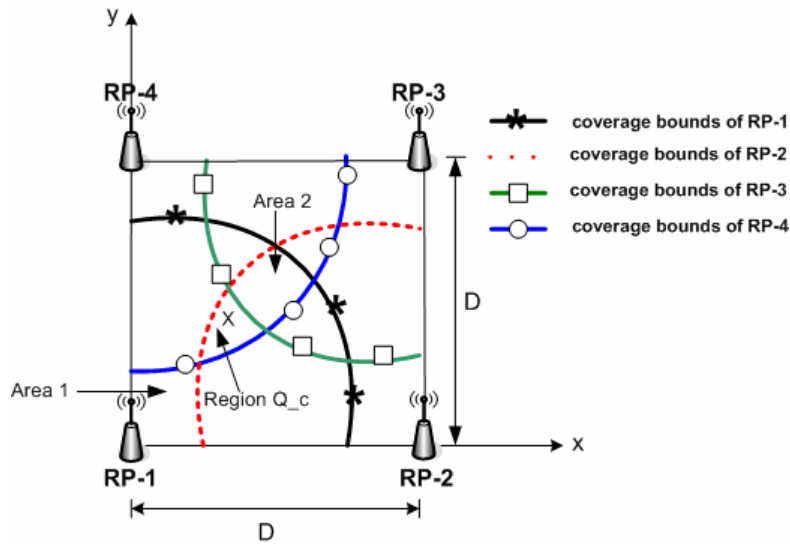 y
RP-4
RP-3
coverage bounds of RP-1
coverage bounds of RP-2
coverage bounds of RP-3
coverage bounds of RP-4
Area 2
D
X
Area 1
Region Q_c
x
RP-1
RP-2
D